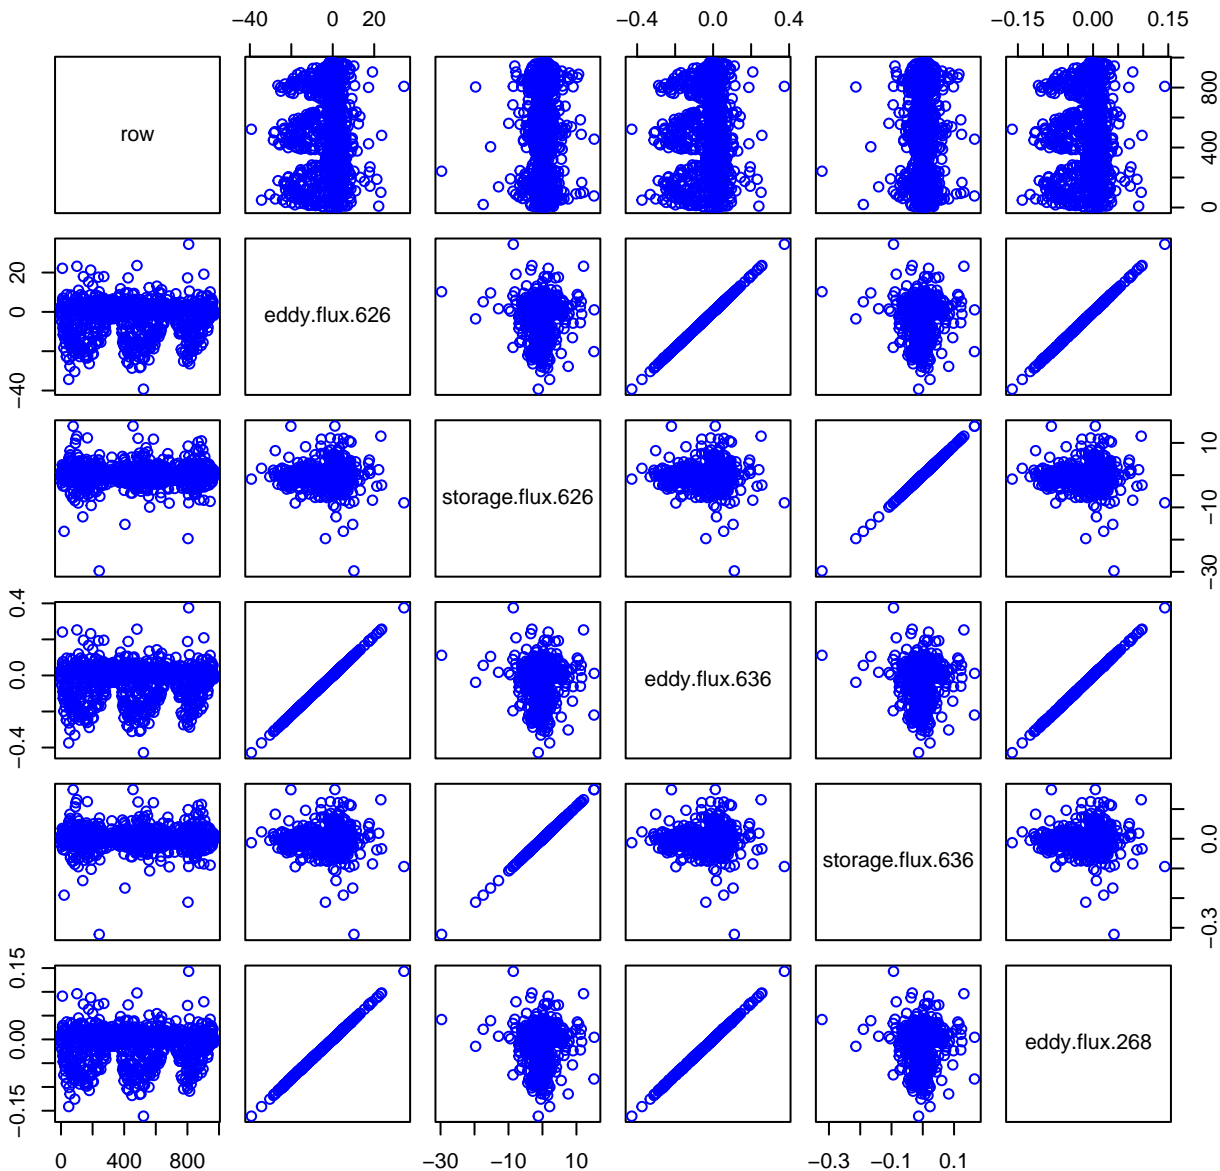 −40 0 20 −0.4 0.0 0.4 −0.15 0.00 0.15
row
0 400 800
eddy.flux.626
−40 0 20
storage.flux.626
−30 −10 10
eddy.flux.636
−0.4 0.0 0.4
storage.flux.636
−0.3 0.0
eddy.flux.268
−0.15 0.00 0.15
0 400 800 −30 −10 10 −0.3 −0.1 0.1